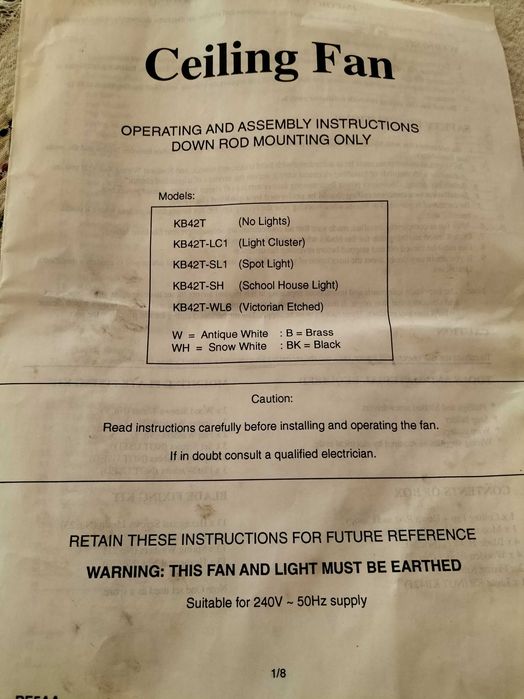 Ceiling Fan
OPERATING AND ASSEMBLY INSTRUCTIONS
DOWN ROD MOUNTING ONLY
Models:
KB42T (No Lights)
KB42T-LC1 (Light Cluster)
KB42T-SL1 (Spot Light)
KB42T-SH (School House Light)
KB42T-WL6 (Victorian Etched)
W = Antique White : B = Brass
WH = Snow White : BK = Black
Caution:
Read instructions carefully before installing and operating the fan.
If in doubt consult a qualified electrician.
RETAIN THESE INSTRUCTIONS FOR FUTURE REFERENCE
WARNING: THIS FAN AND LIGHT MUST BE EARTHED
Suitable for 240V ~ 50Hz supply
1/8